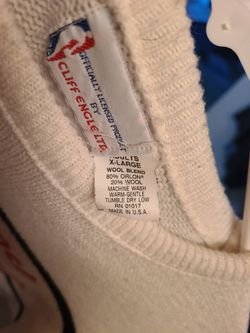 OFFICIALLY LICENSED PRODUCT
BY
CLIFF ENGLE LTD.
ADULTS
X-LARGE
WOOL BLEND
80% ORLON®
20% WOOL
MACHINE WASH
WARM-GENTLE
TUMBLE DRY LOW
RN 01017
MADE IN U.S.A.